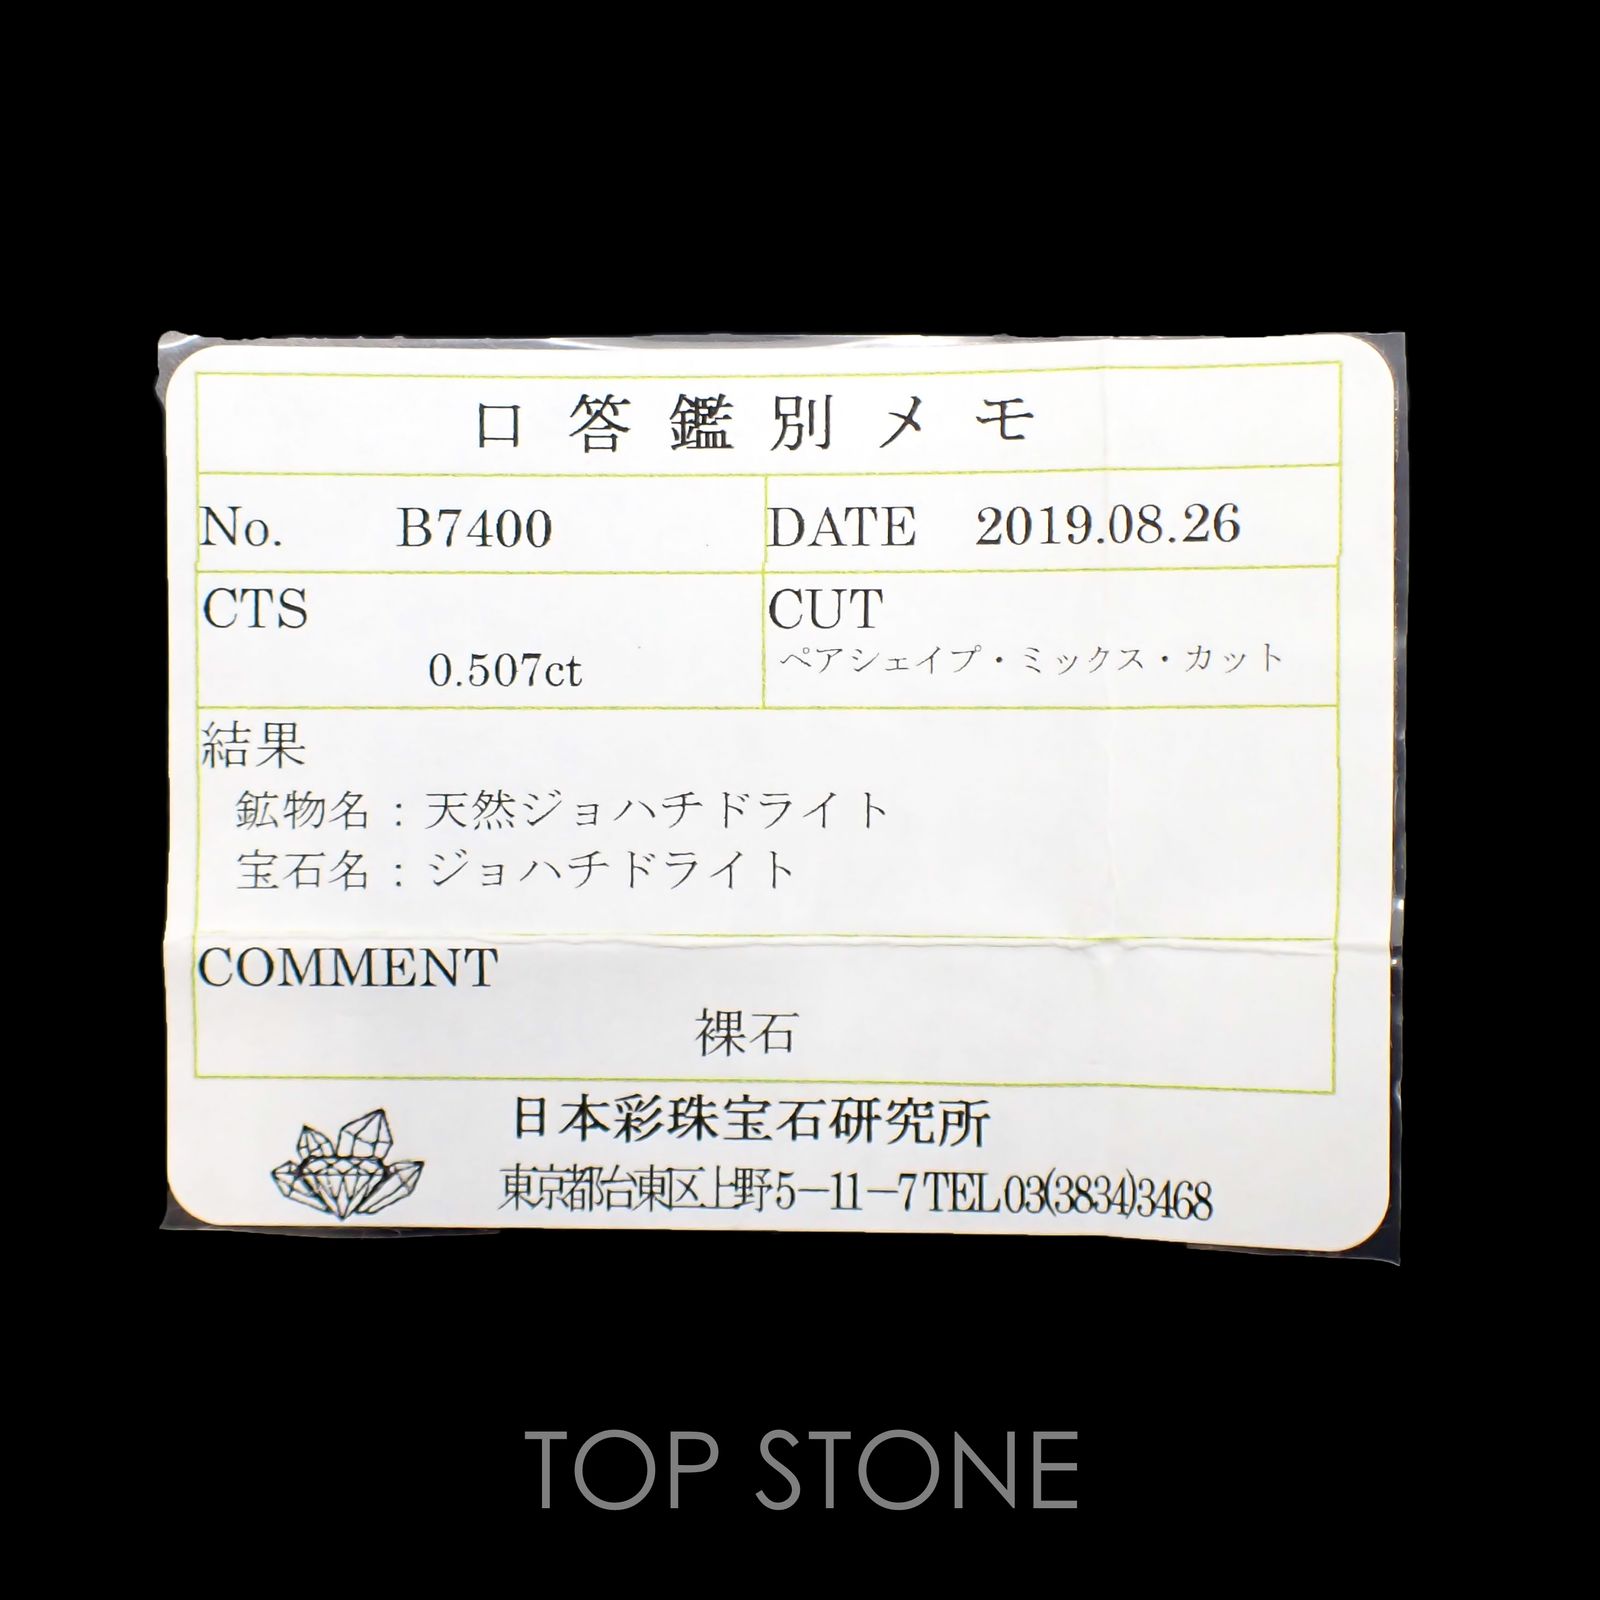 口答鑑別メモ
No. B7400 DATE 2019.08.26
CTS CUT
0.507ct ペアシェイプ・ミックス・カット
結果
鉱物名：天然ジョハチドライト
宝石名：ジョハチドライト
COMMENT
裸石
日本彩珠宝石研究所
東京都台東区上野5-11-7 TEL 03(3834)3468
TOP STONE